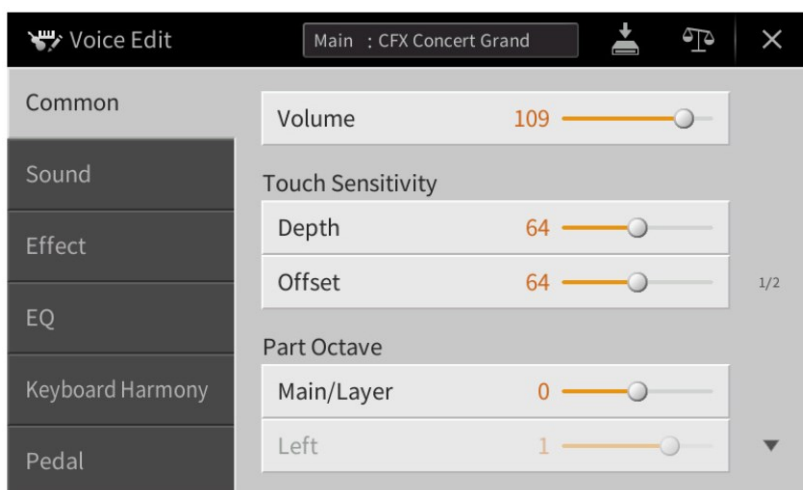 Voice Edit
Main : CFX Concert Grand
Common
Sound
Effect
EQ
Keyboard Harmony
Pedal
Volume 109
Touch Sensitivity
Depth 64
Offset 64
1/2
Part Octave
Main/Layer 0
Left 1